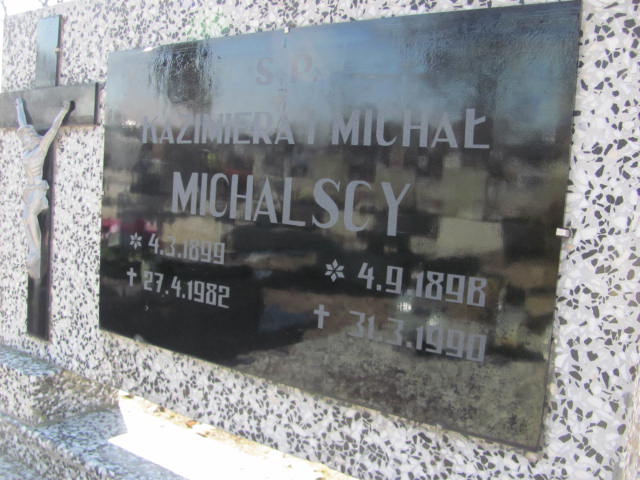 Ś. P.
KAZIMIERA I MICHAŁ
MICHALSCY
* 4.3.1899
✝ 27.4.1982
* 4.9.1898
✝ 31.3.1990